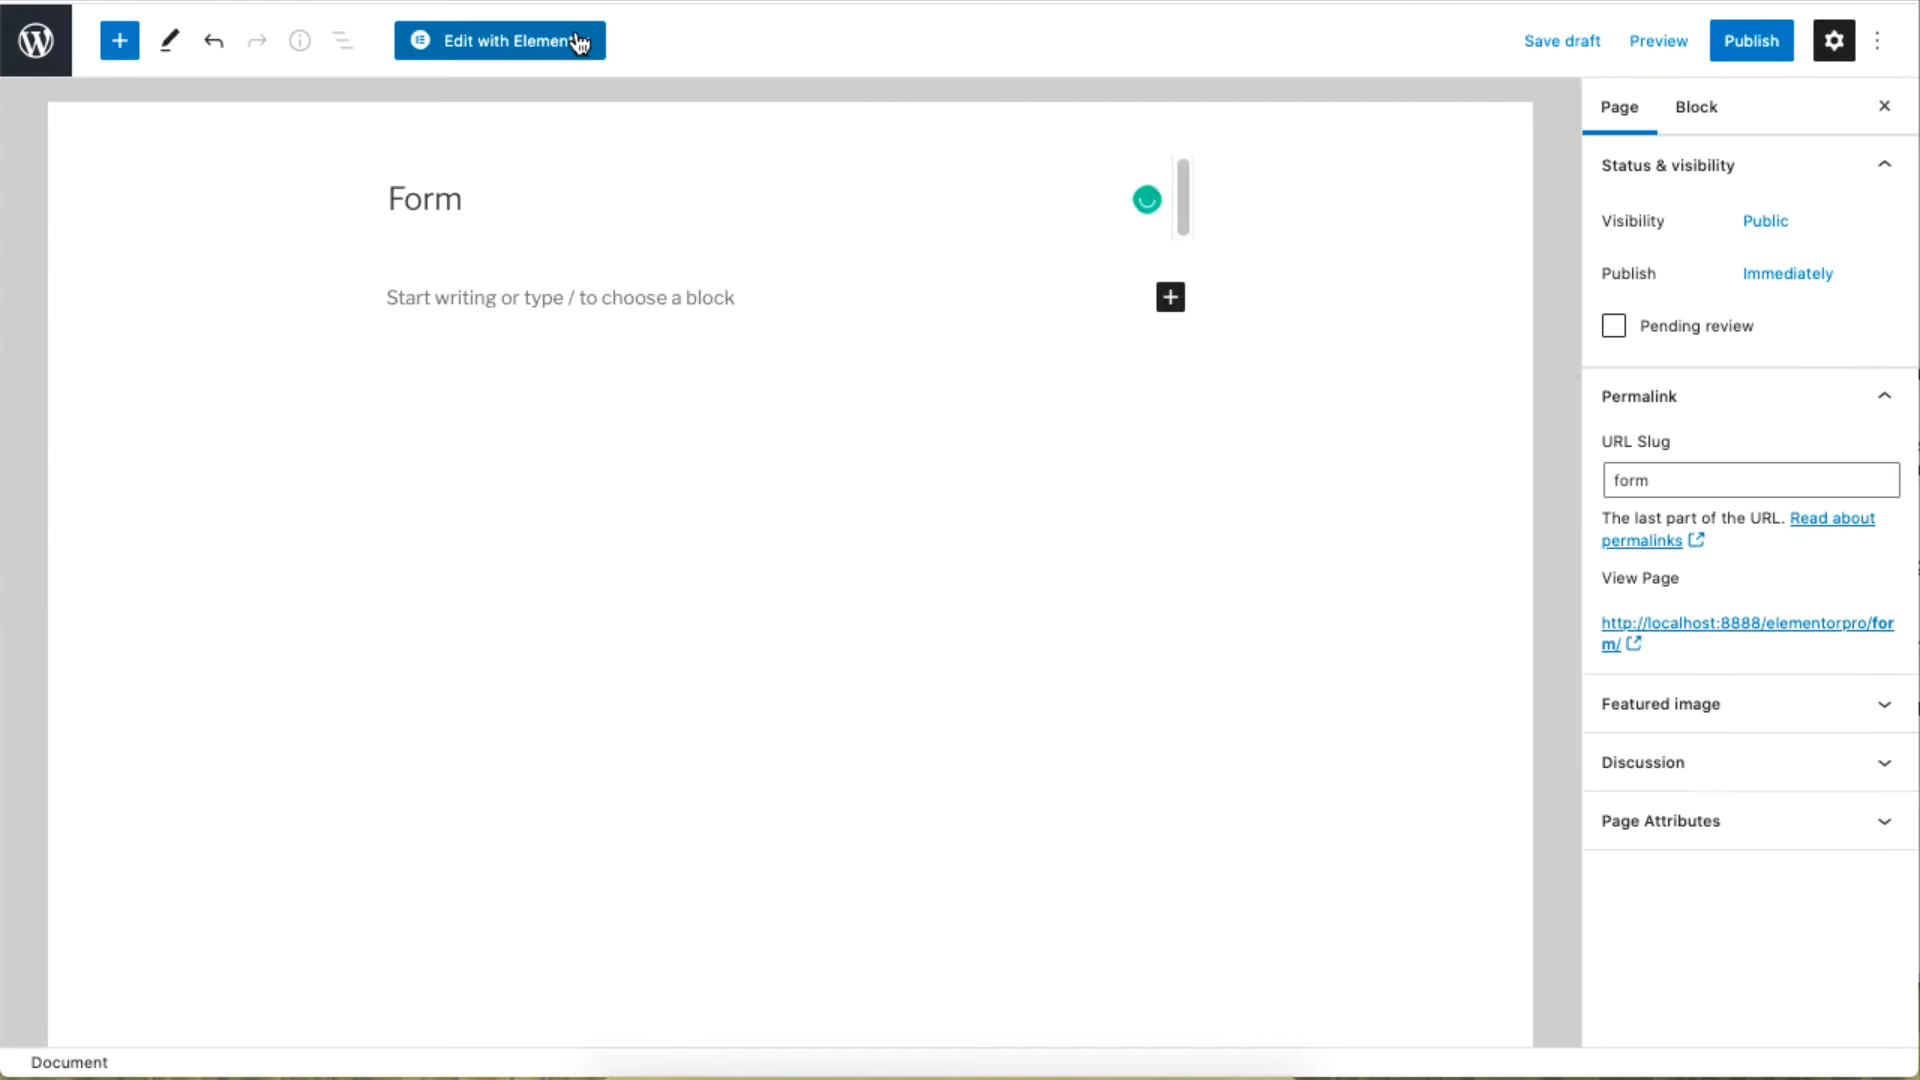 Edit with Elemen
Save draft
Preview
Publish
Page
Block
Status & visibility
Visibility
Public
Publish
Immediately
Pending review
Permalink
URL Slug
form
The last part of the URL. Read about
permalinks
View Page
http://localhost:8888/elementorpro/for
m/
Featured image
Discussion
Page Attributes
Form
Start writing or type / to choose a block
Document